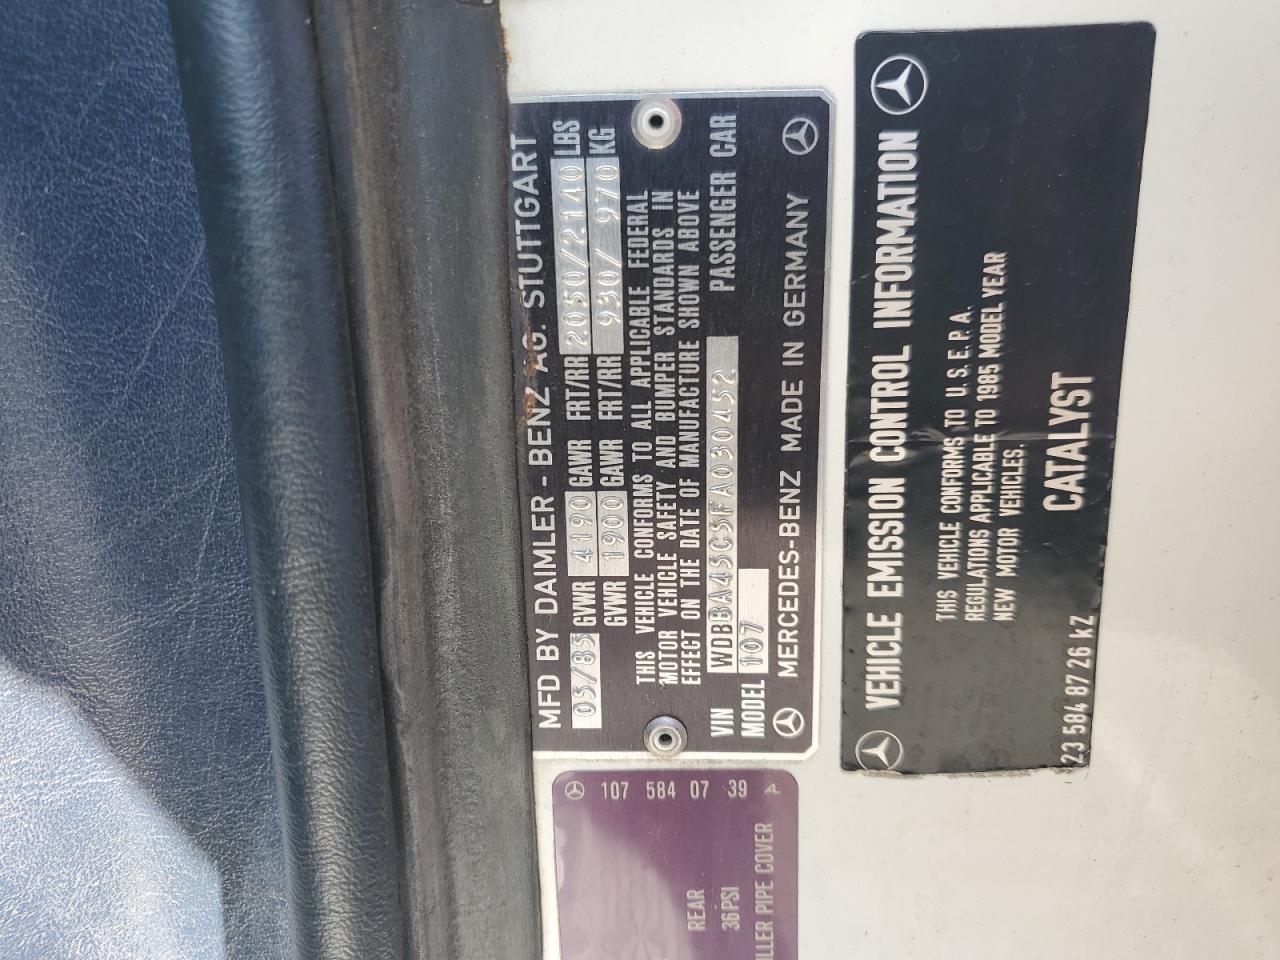 MFD BY DAIMLER - BENZ AG. STUTTGART
05/85 GVWR 4190 GAWR FRT/RR 2050/2140 LBS
GVWR 1900 GAWR FRT/RR 930/ 970 KG
THIS VEHICLE CONFORMS TO ALL APPLICABLE FEDERAL
MOTOR VEHICLE SAFETY AND BUMPER STANDARDS IN
EFFECT ON THE DATE OF MANUFACTURE SHOWN ABOVE
VIN WDBBA45C5FA030452 PASSENGER CAR
MODEL 107
MERCEDES-BENZ MADE IN GERMANY
VEHICLE EMISSION CONTROL INFORMATION
THIS VEHICLE CONFORMS TO U. S. E. P. A.
REGULATIONS APPLICABLE TO 1985 MODEL YEAR
NEW MOTOR VEHICLES.
CATALYST
23 584 87 26 kZ
107 584 07 39 A
REAR
36PSI
ILLER PIPE COVER